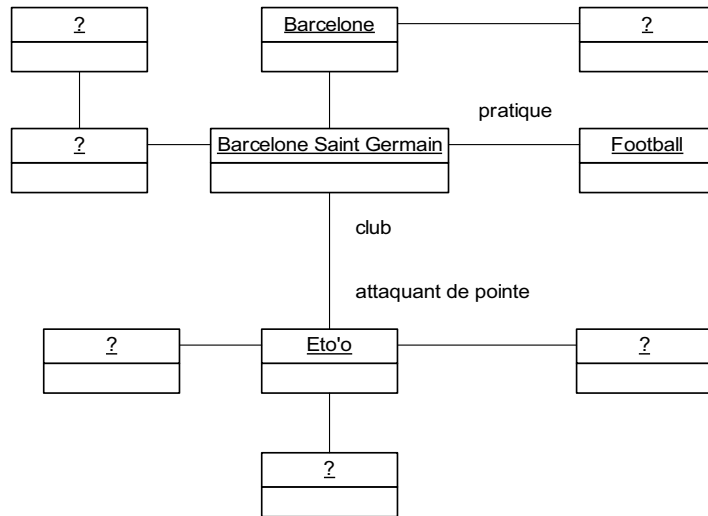 ?
Barcelone
?
pratique
?
Barcelone Saint Germain
Football
club
attaquant de pointe
?
Eto'o
?
?